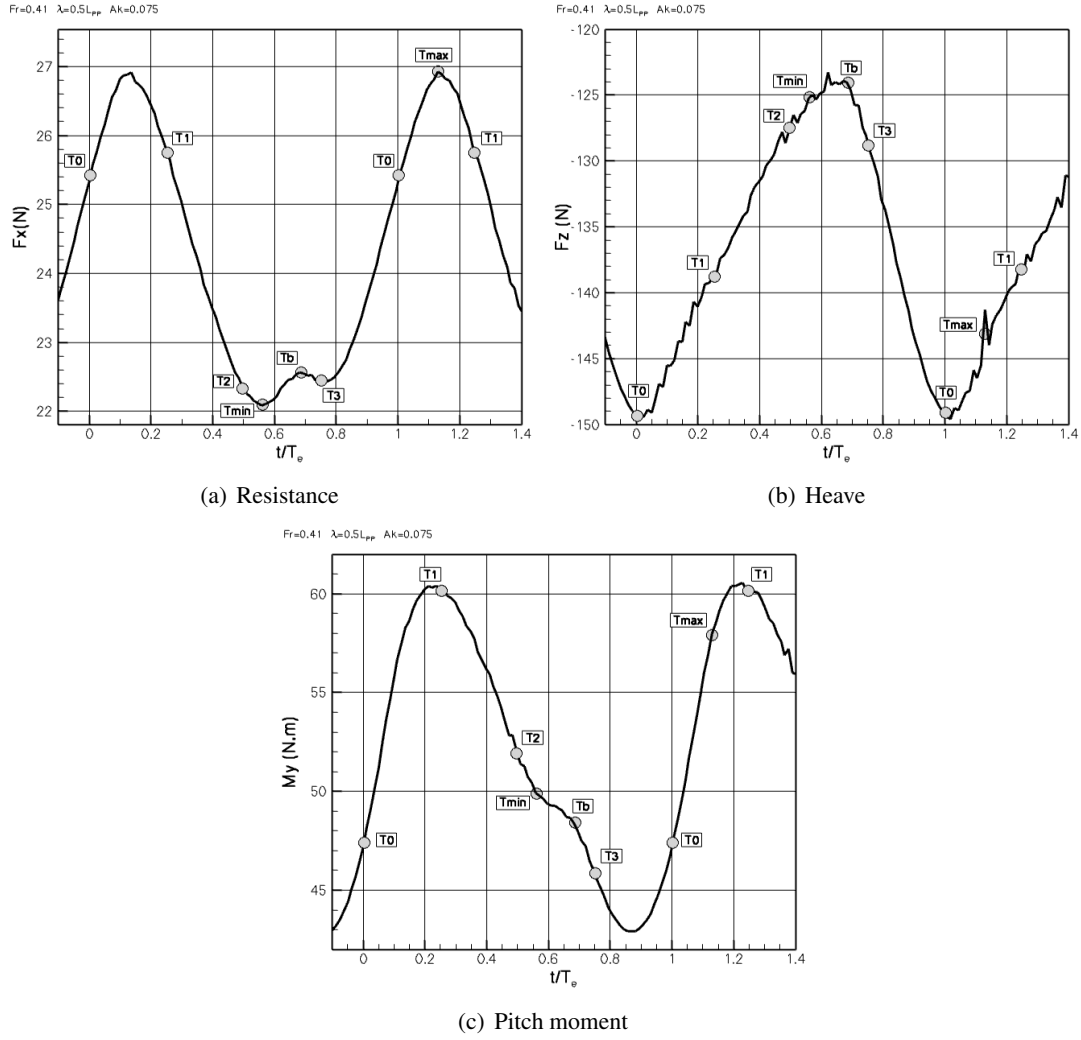 Fr=0.41 λ=0.5Lpp Ak=0.075
27
26
25
24
23
22
Fx(N)
T0
T1
T2
Tmin
Tb
T3
T0
Tmax
T1
0 0.2 0.4 0.6 0.8 1 1.2 1.4
t/Te
(a) Resistance
Fr=0.41 λ=0.5LPP Ak=0.075
-120
-125
-130
-135
-140
-145
-150
Fz (N)
T0
T1
T2
Tmin
Tb
T3
T0
Tmax
T1
0 0.2 0.4 0.6 0.8 1 1.2 1.4
t/Te
(b) Heave
Fr=0.41 λ=0.5LPP Ak=0.075
60
55
50
45
My (N.m)
T0
T1
T2
Tmin
Tb
T3
T0
Tmax
T1
0 0.2 0.4 0.6 0.8 1 1.2 1.4
t/Te
(c) Pitch moment